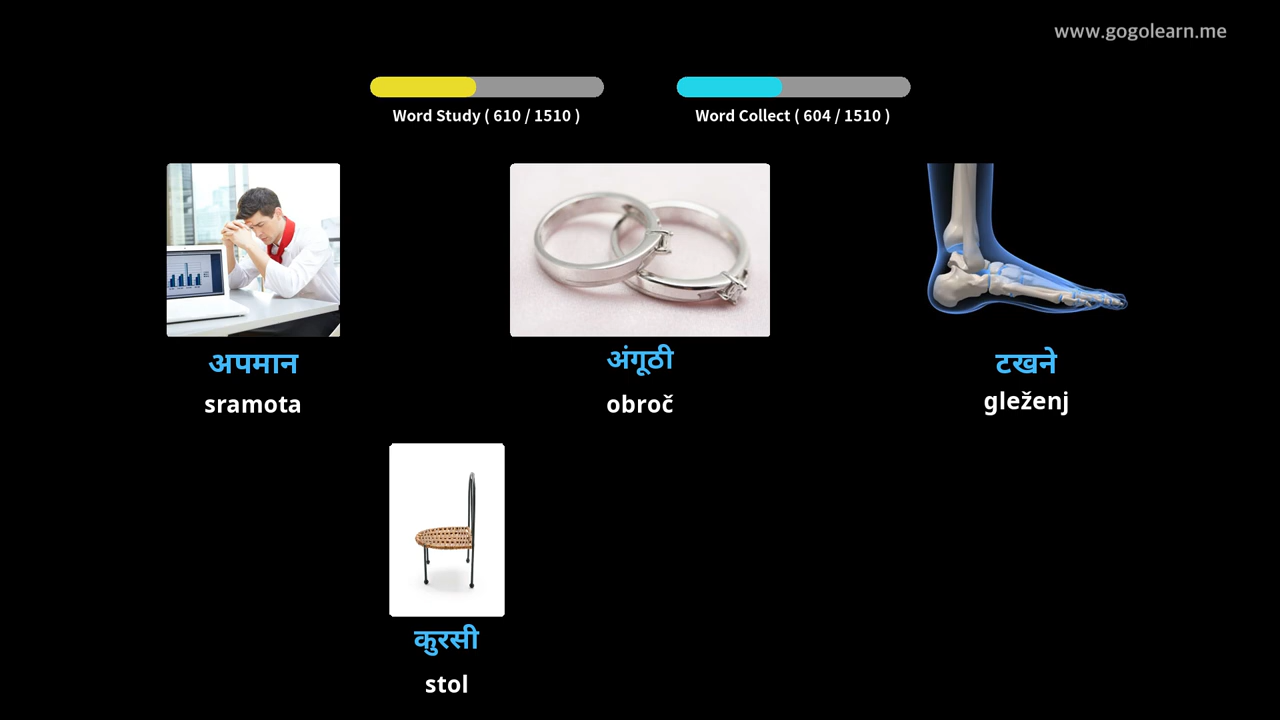 www.gogolearn.me
Word Study ( 610 / 1510 )
Word Collect ( 604 / 1510 )
अपमान
sramota
अंगूठी
obroč
टखने
gleženj
कुरसी
stol